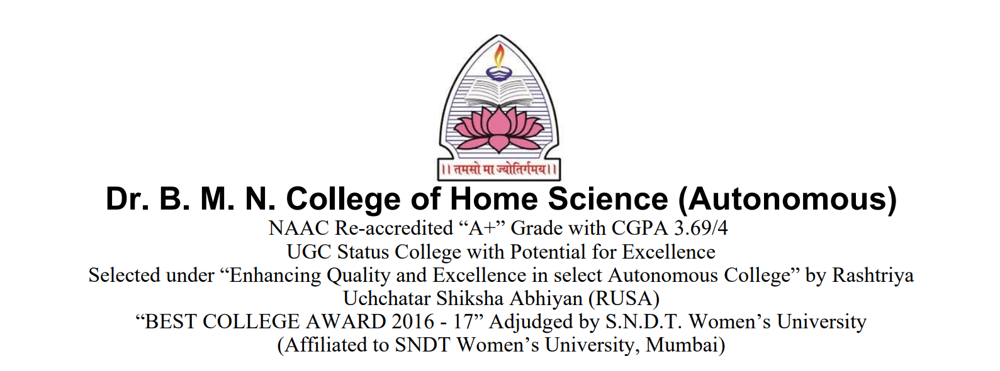 ।। तमसो मा ज्योतिर्गमय।।
Dr. B. M. N. College of Home Science (Autonomous)
NAAC Re-accredited “A+” Grade with CGPA 3.69/4
UGC Status College with Potential for Excellence
Selected under “Enhancing Quality and Excellence in select Autonomous College” by Rashtriya
Uchchatar Shiksha Abhiyan (RUSA)
“BEST COLLEGE AWARD 2016 - 17” Adjudged by S.N.D.T. Women’s University
(Affiliated to SNDT Women’s University, Mumbai)